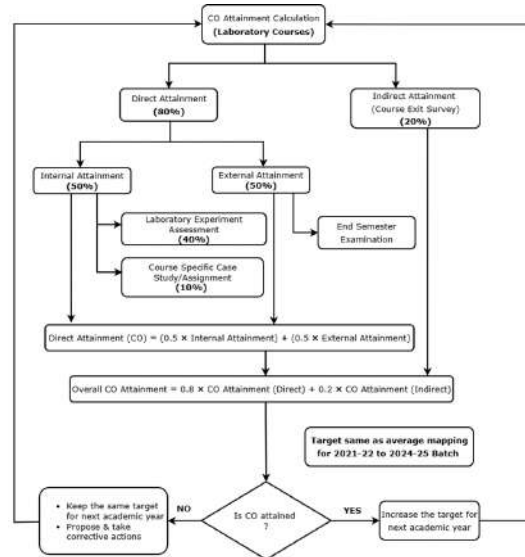 CO Attainment Calculation
(Laboratory Courses)
Direct Attainment
(80%)
Indirect Attainment
(Course Exit Survey)
(20%)
Internal Attainment
(50%)
External Attainment
(50%)
Laboratory Experiment
Assessment
(40%)
End Semester
Examination
Course Specific Case
Study/Assignment
(10%)
Direct Attainment (CO) = (0.5 × Internal Attainment) + (0.5 × External Attainment)
Overall CO Attainment = 0.8 × CO Attainment (Direct) + 0.2 × CO Attainment (Indirect)
Target same as average mapping
for 2021-22 to 2024-25 Batch
• Keep the same target
for next academic year
• Propose & take
corrective actions
NO
Is CO attained
?
YES
Increase the target for
next academic year